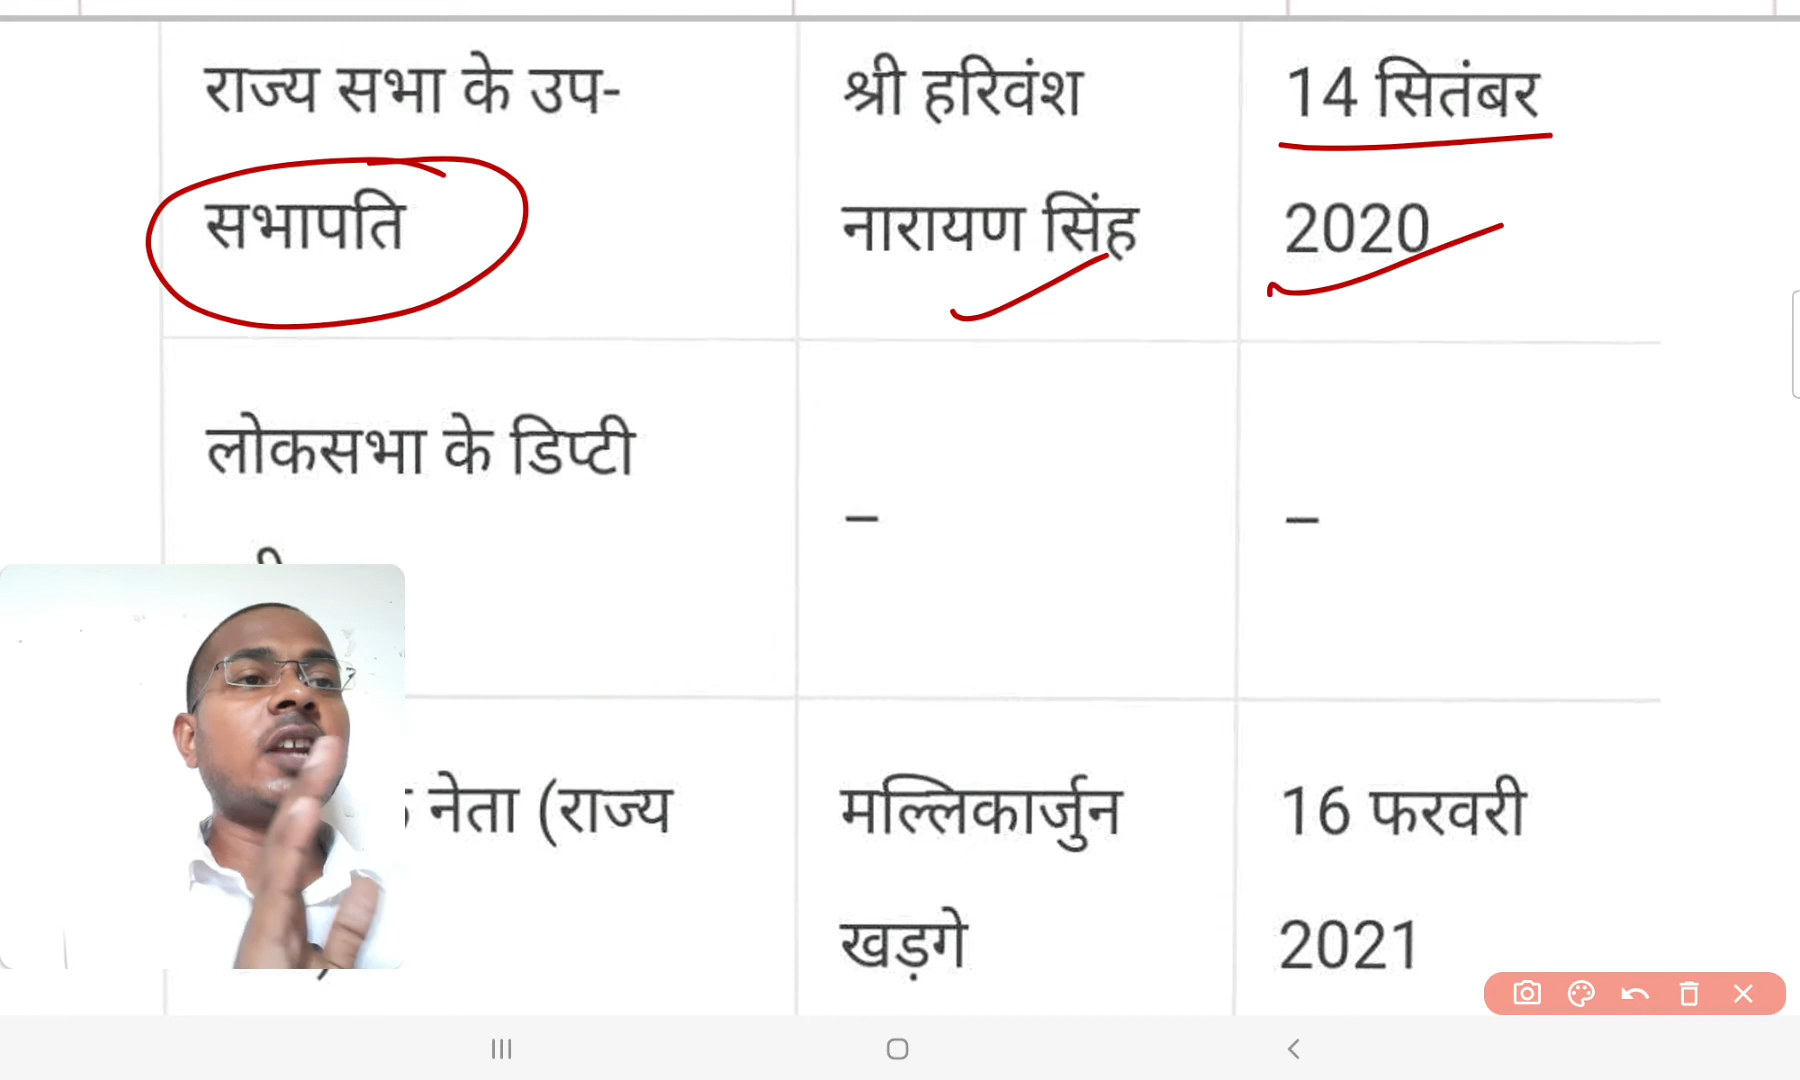 राज्य सभा के उप-
सभापति
श्री हरिवंश
नारायण सिंह
14 सितंबर
2020
लोकसभा के डिप्टी
–
–
नेता (राज्य
मल्लिकार्जुन
खड़गे
16 फरवरी
2021